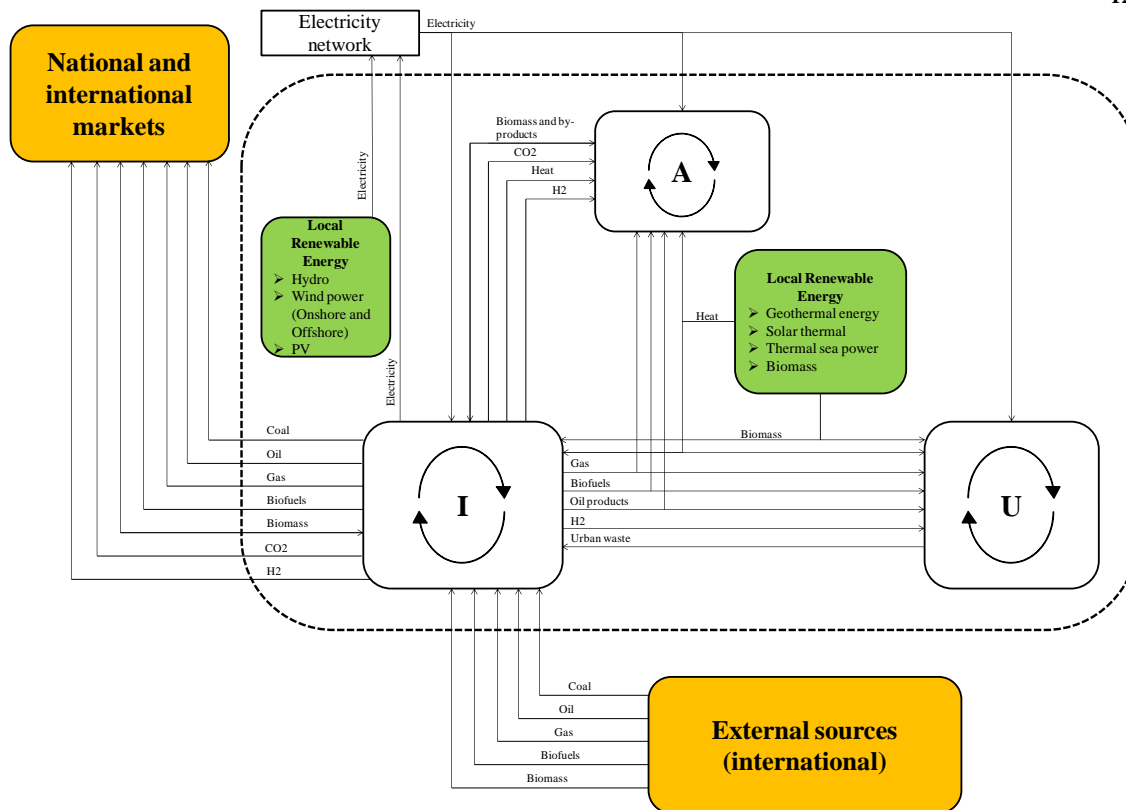 Electricity
network
Electricity
National and
international
markets
Biomass and by-
products
CO2
Heat
H2
A
Electricity
Local
Renewable
Energy
➢ Hydro
➢ Wind power
(Onshore and
Offshore)
➢ PV
Local Renewable
Energy
➢ Geothermal energy
➢ Solar thermal
➢ Thermal sea power
➢ Biomass
Heat
Electricity
Coal
Oil
Gas
Biofuels
Biomass
CO2
H2
I
Biomass
Gas
Biofuels
Oil products
H2
Urban waste
U
Coal
Oil
Gas
Biofuels
Biomass
External sources
(international)